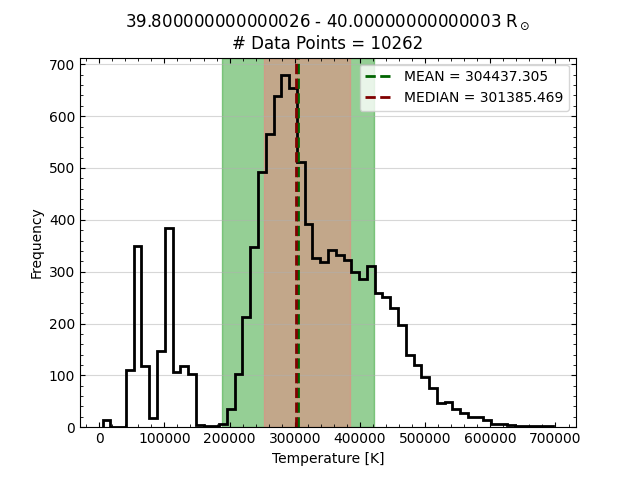 39.800000000000026 - 40.00000000000003 R⊙
# Data Points = 10262
MEAN = 304437.305
MEDIAN = 301385.469
700
600
500
400
300
200
100
0
Frequency
0 100000 200000 300000 400000 500000 600000 700000
Temperature [K]